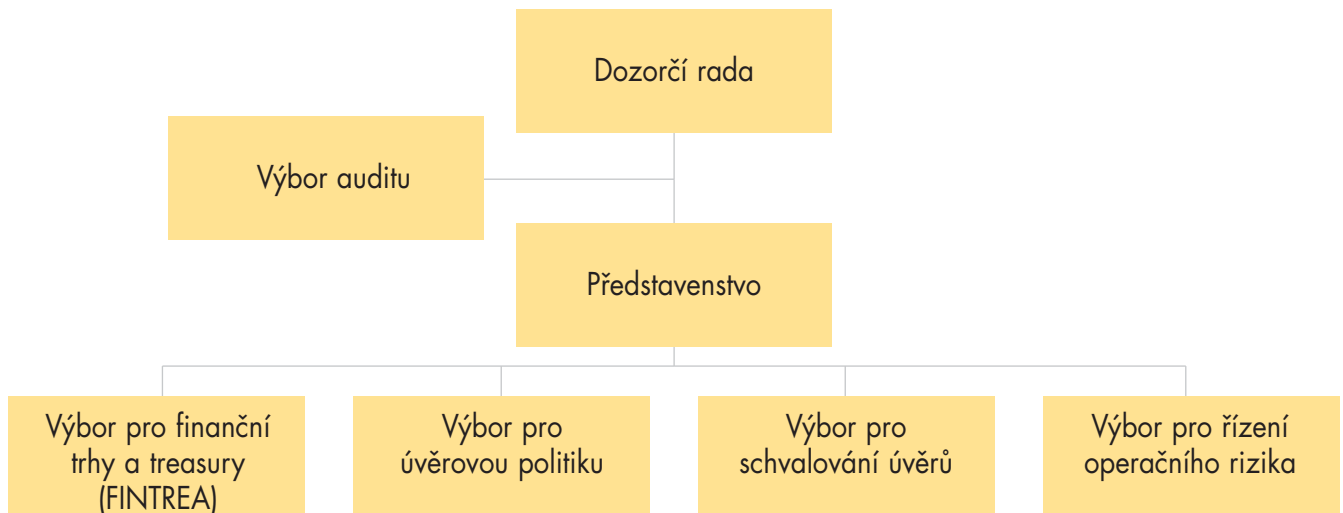 Dozorčí rada
Výbor auditu
Představenstvo
Výbor pro finanční
trhy a treasury
(FINTREA)
Výbor pro
úvěrovou politiku
Výbor pro
schvalování úvěrů
Výbor pro řízení
operačního rizika